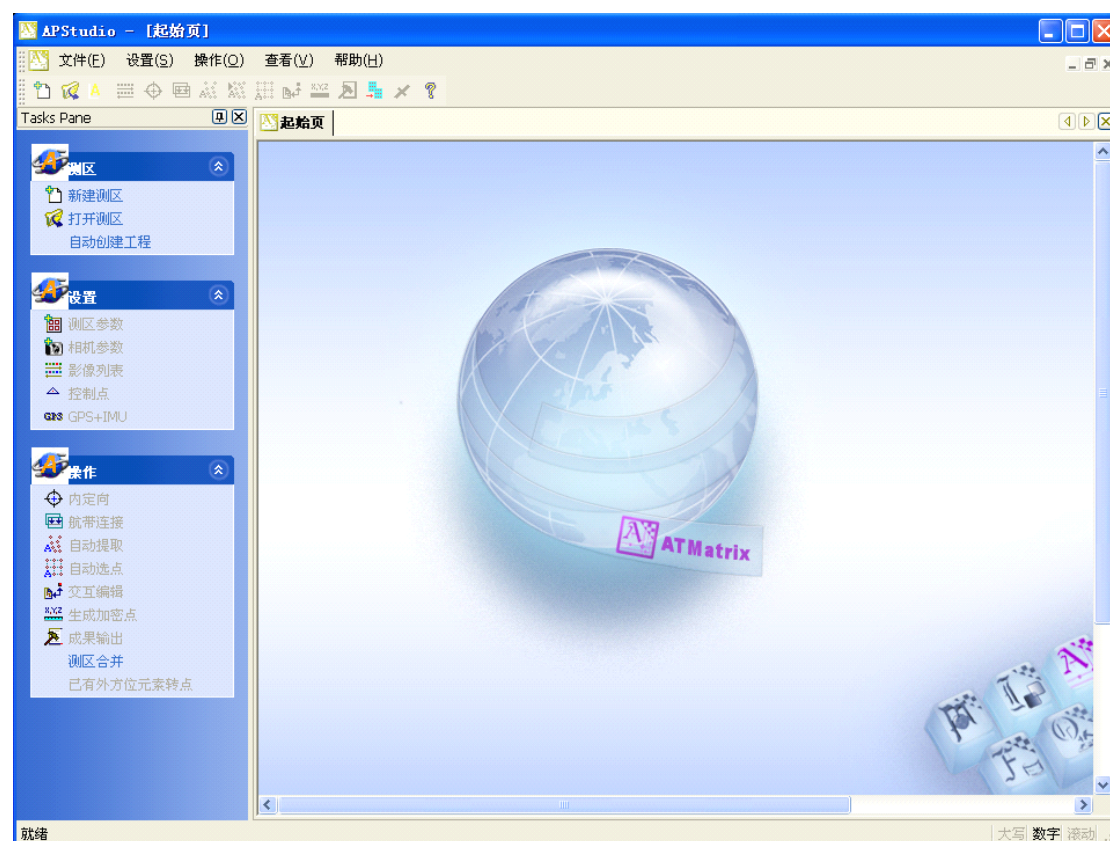 APStudio - [起始页]
文件(F) 设置(S) 操作(O) 查看(V) 帮助(H)
Tasks Pane
起始页
测区
新建测区
打开测区
自动创建工程
设置
测区参数
相机参数
影像列表
控制点
GPS GPS+IMU
操作
内定向
航带连接
自动提取
自动选点
交互编辑
X,Y,Z 生成加密点
成果输出
测区合并
已有外方位元素转点
ATMatrix
就绪
大写 数字 滚动